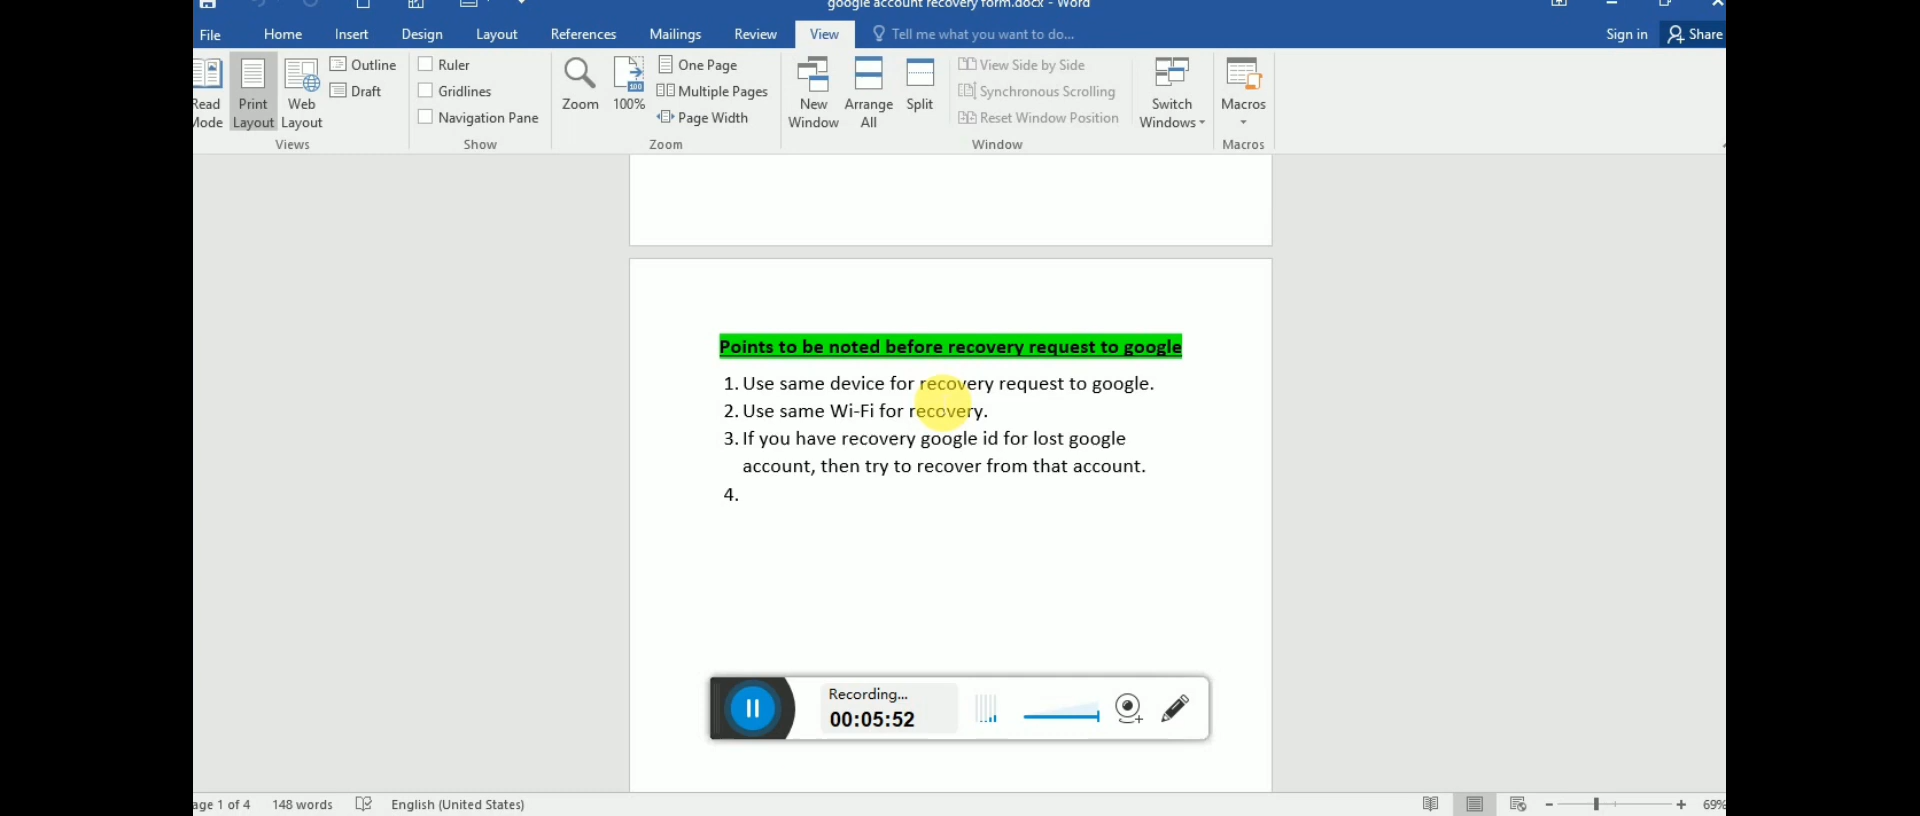 google account recovery form.docx - Word
File Home Insert Design Layout References Mailings Review View Tell me what you want to do... Sign in Share
Outline
Draft
Ruler
Gridlines
Navigation Pane
One Page
Multiple Pages
Page Width
View Side by Side
Synchronous Scrolling
Reset Window Position
Print Layout
Web Layout
Zoom
100%
100
New Window
Arrange All
Split
Switch Windows
Macros
Views Show Zoom Window Macros
Points to be noted before recovery request to google
1. Use same device for recovery request to google.
2. Use same Wi-Fi for recovery.
3. If you have recovery google id for lost google
account, then try to recover from that account.
4.
Recording...
00:05:52
age 1 of 4 148 words English (United States) 69%